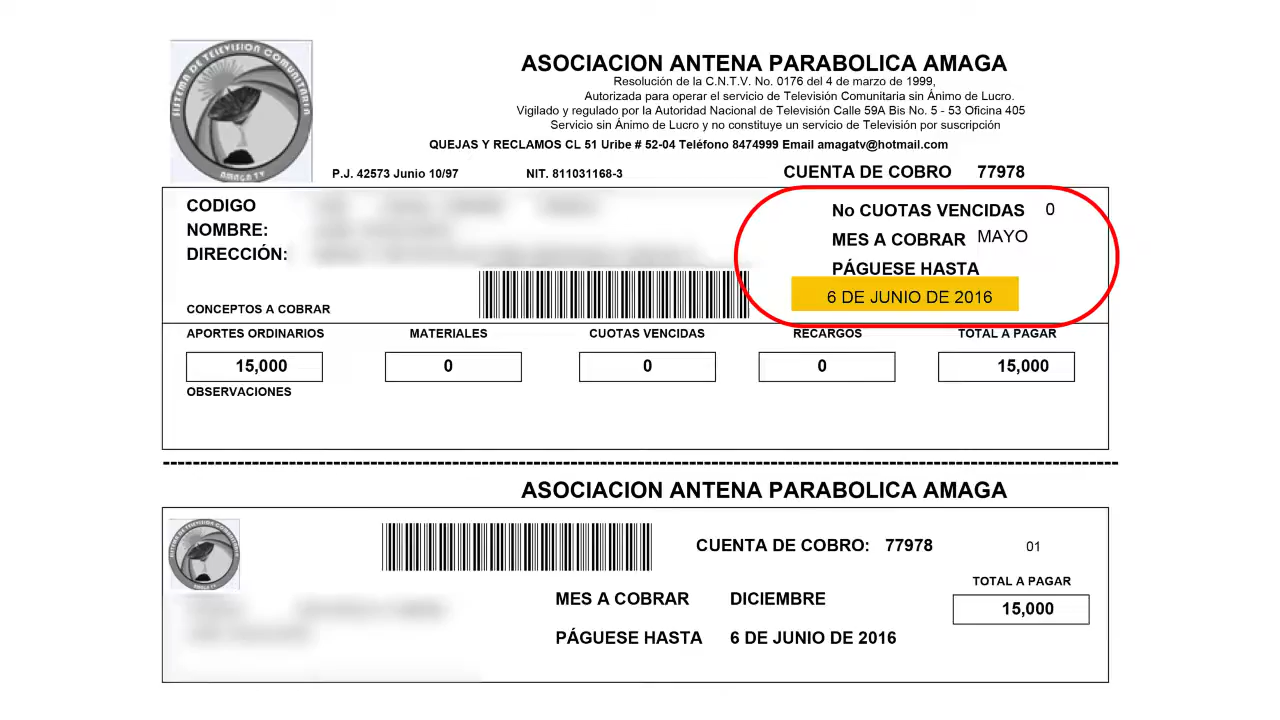 SISTEMA DE TELEVISION COMUNITARIA
AMAGA TV
ASOCIACION ANTENA PARABOLICA AMAGA
Resolución de la C.N.T.V. No. 0176 del 4 de marzo de 1999,
Autorizada para operar el servicio de Televisión Comunitaria sin Ánimo de Lucro.
Vigilado y regulado por la Autoridad Nacional de Televisión Calle 59A Bis No. 5 - 53 Oficina 405
Servicio sin Ánimo de Lucro y no constituye un servicio de Televisión por suscripción
QUEJAS Y RECLAMOS CL 51 Uribe # 52-04 Teléfono 8474999 Email amagatv@hotmail.com
P.J. 42573 Junio 10/97 NIT. 811031168-3 CUENTA DE COBRO 77978
CODIGO No CUOTAS VENCIDAS 0
NOMBRE: MES A COBRAR MAYO
DIRECCIÓN: PÁGUESE HASTA
6 DE JUNIO DE 2016
CONCEPTOS A COBRAR
APORTES ORDINARIOS MATERIALES CUOTAS VENCIDAS RECARGOS TOTAL A PAGAR
15,000 0 0 0 15,000
OBSERVACIONES
ASOCIACION ANTENA PARABOLICA AMAGA
CUENTA DE COBRO: 77978 01
TOTAL A PAGAR
MES A COBRAR DICIEMBRE 15,000
PÁGUESE HASTA 6 DE JUNIO DE 2016